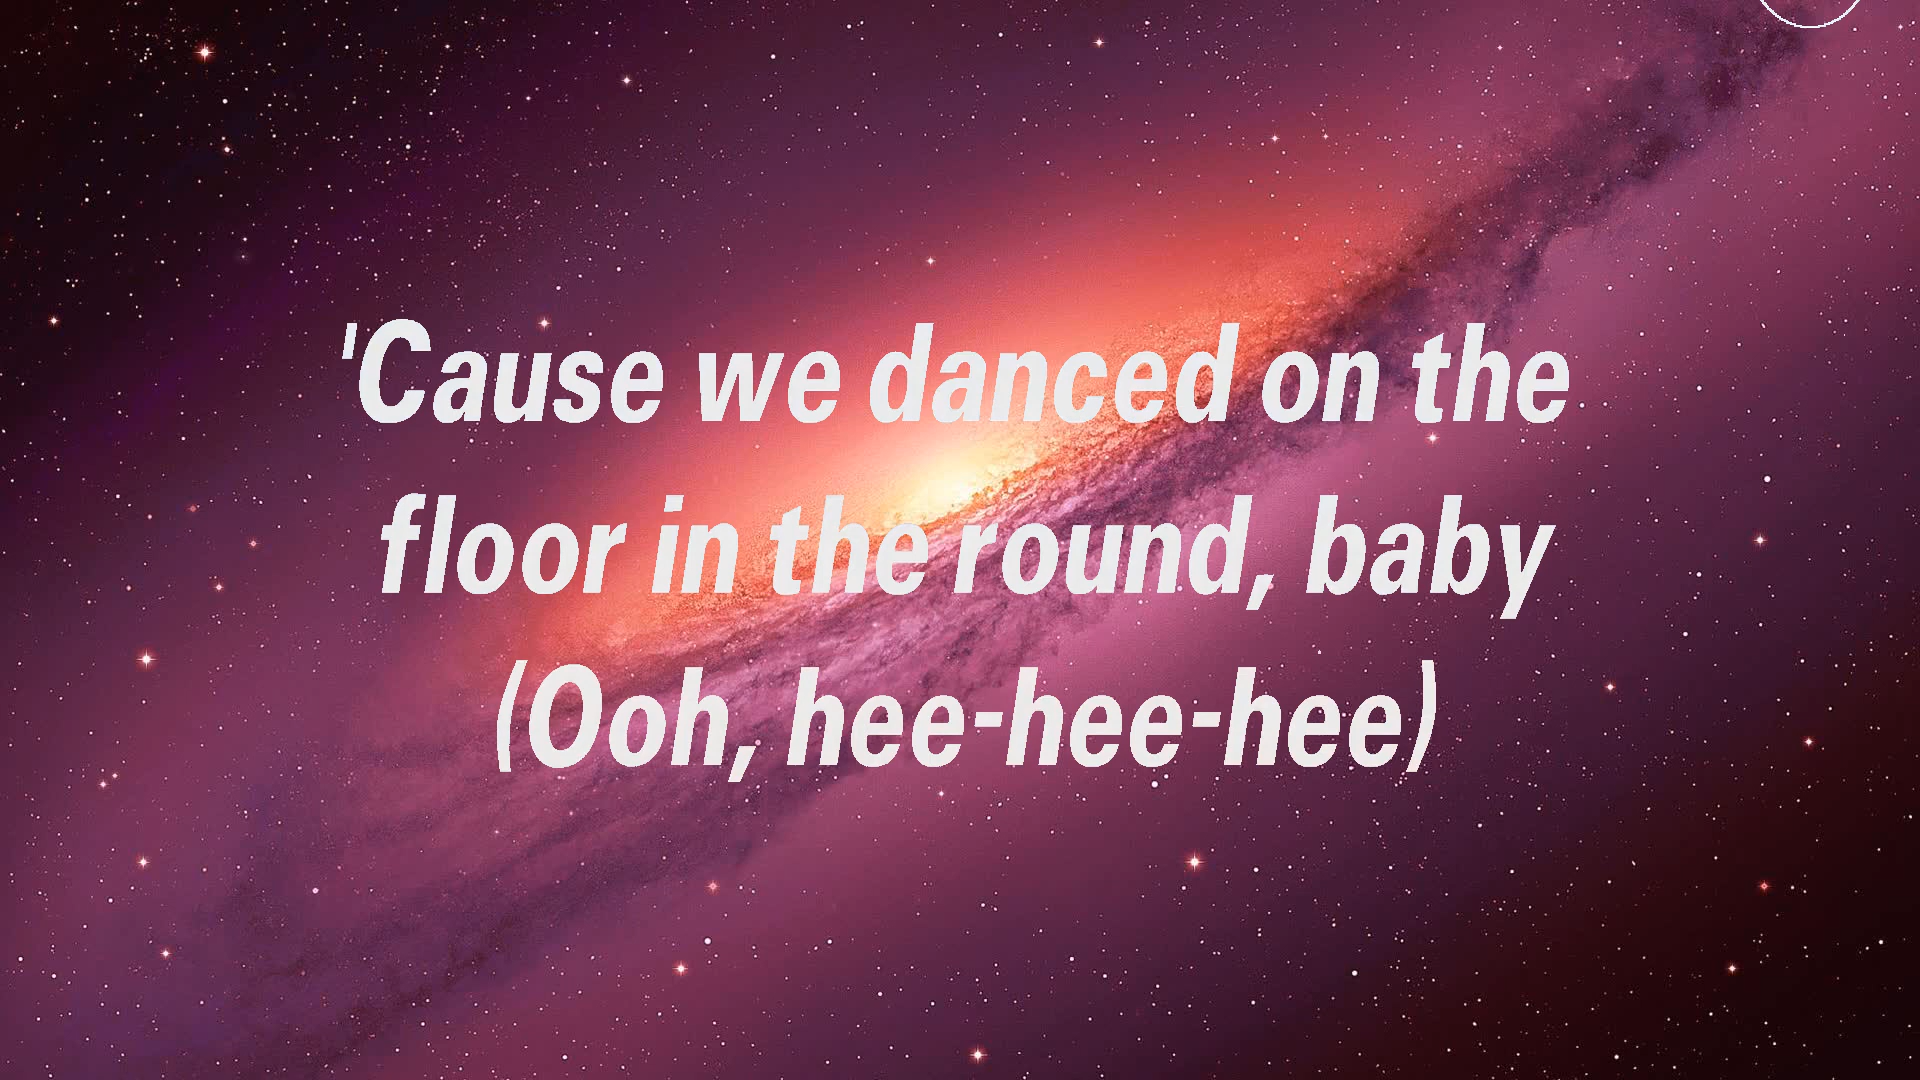 'Cause we danced on the
floor in the round, baby
(Ooh, hee-hee-hee)